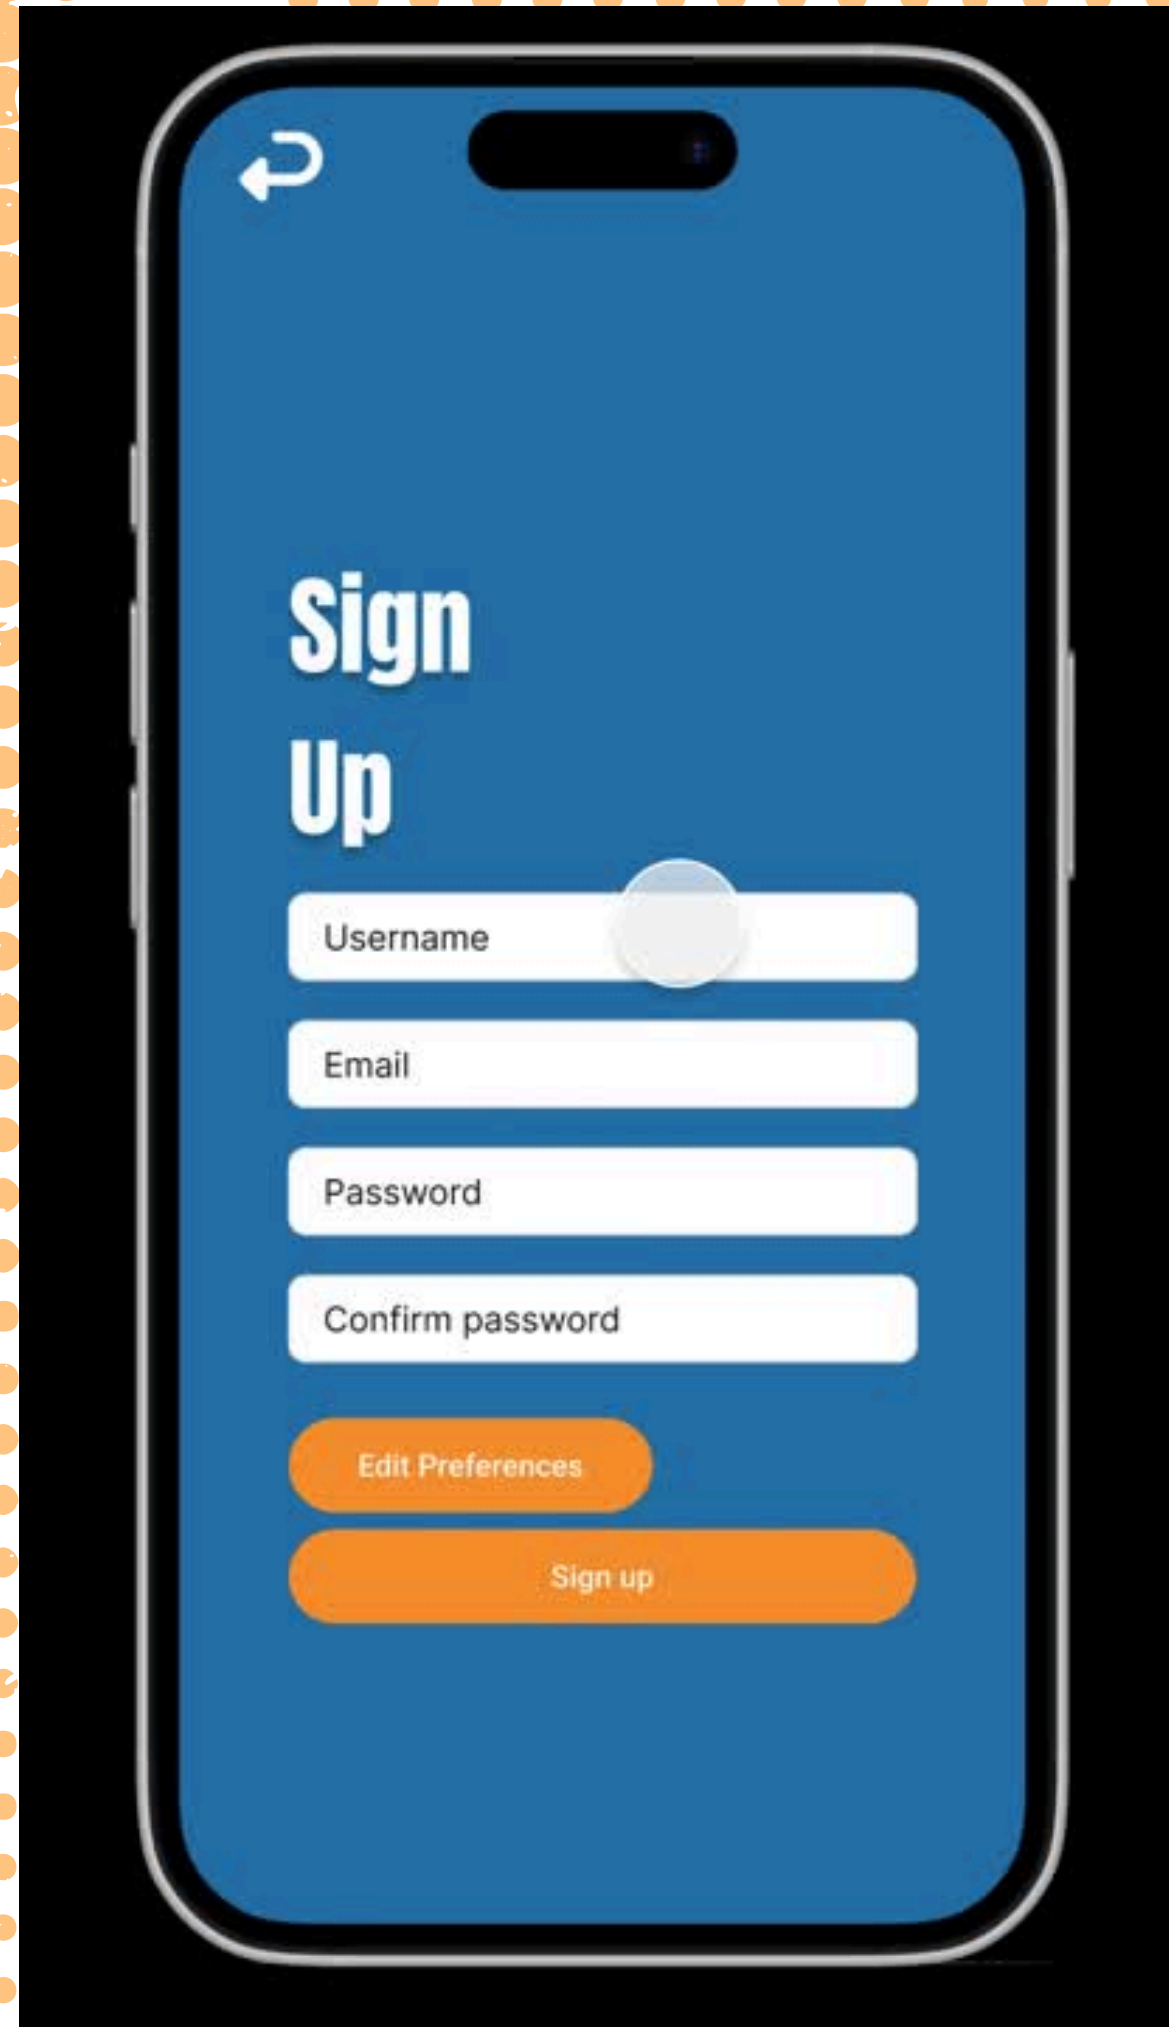 Sign
Up
Username
Email
Password
Confirm password
Edit Preferences
Sign up